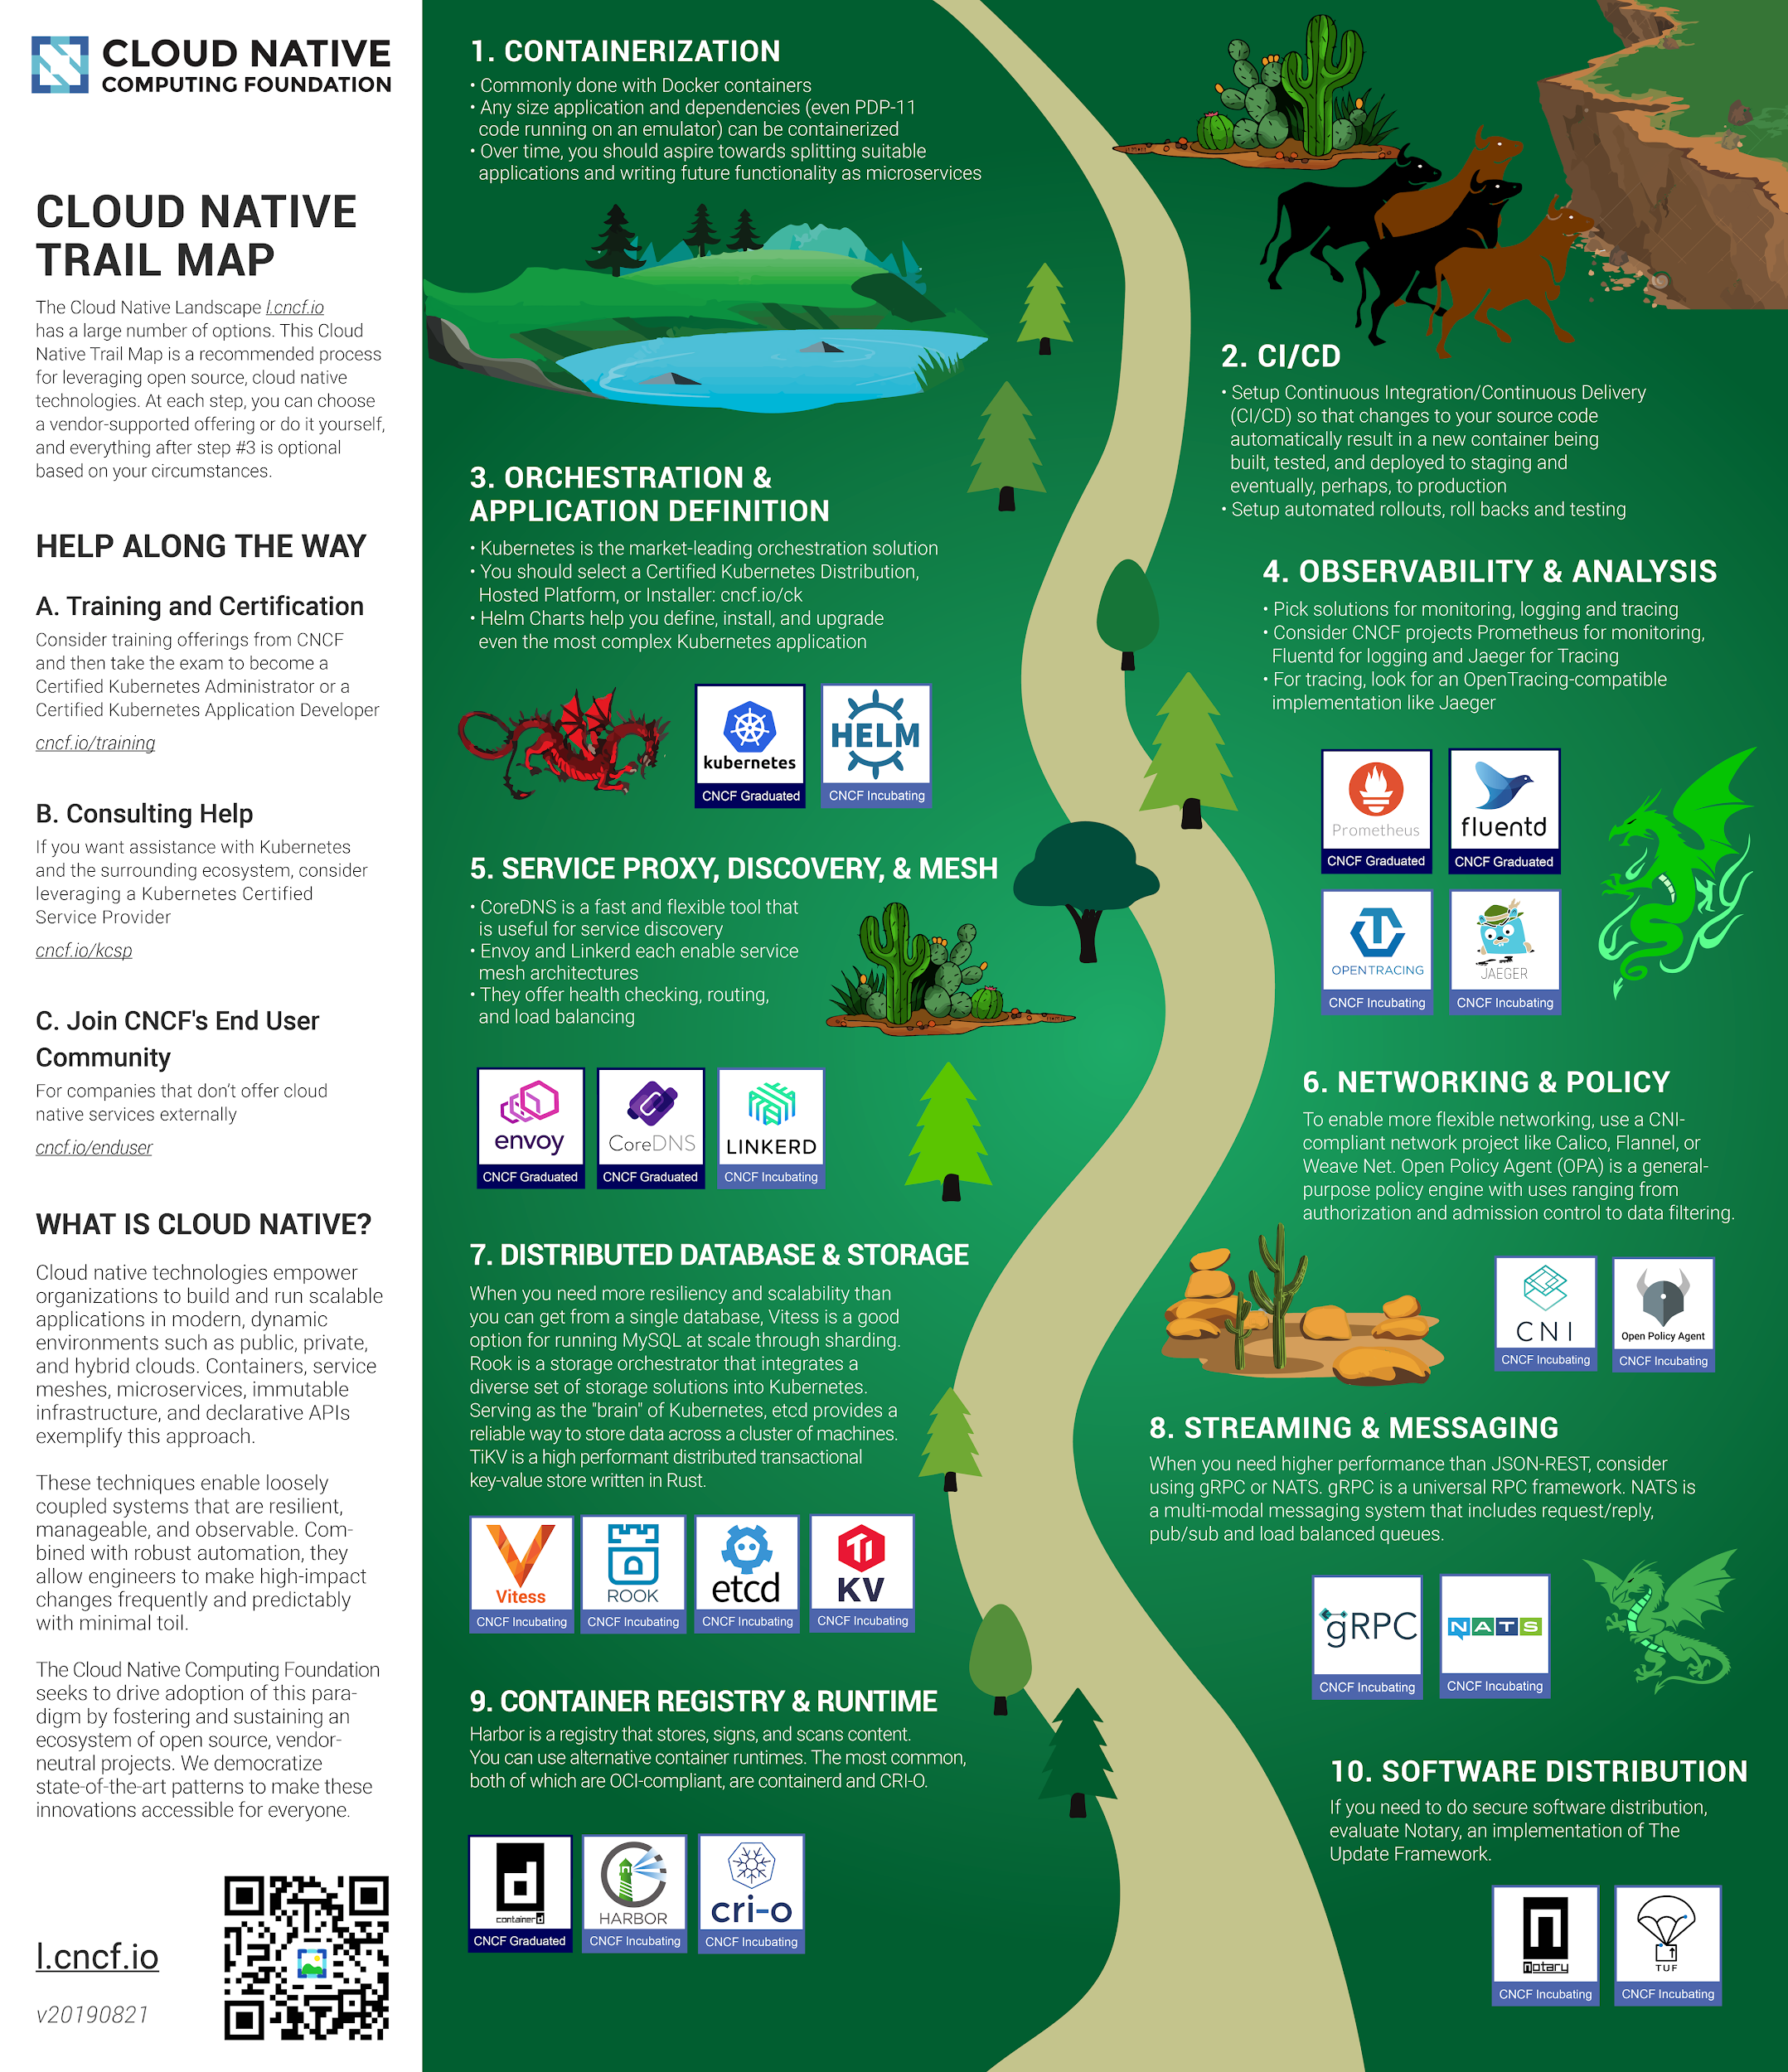 CLOUD NATIVE
COMPUTING FOUNDATION
CLOUD NATIVE
TRAIL MAP
The Cloud Native Landscape l.cncf.io
has a large number of options. This Cloud
Native Trail Map is a recommended process
for leveraging open source, cloud native
technologies. At each step, you can choose
a vendor-supported offering or do it yourself,
and everything after step #3 is optional
based on your circumstances.
HELP ALONG THE WAY
A. Training and Certification
Consider training offerings from CNCF
and then take the exam to become a
Certified Kubernetes Administrator or a
Certified Kubernetes Application Developer
cncf.io/training
B. Consulting Help
If you want assistance with Kubernetes
and the surrounding ecosystem, consider
leveraging a Kubernetes Certified
Service Provider
cncf.io/kcsp
C. Join CNCF's End User
Community
For companies that don’t offer cloud
native services externally
cncf.io/enduser
WHAT IS CLOUD NATIVE?
Cloud native technologies empower
organizations to build and run scalable
applications in modern, dynamic
environments such as public, private,
and hybrid clouds. Containers, service
meshes, microservices, immutable
infrastructure, and declarative APIs
exemplify this approach.
These techniques enable loosely
coupled systems that are resilient,
manageable, and observable. Com-
bined with robust automation, they
allow engineers to make high-impact
changes frequently and predictably
with minimal toil.
The Cloud Native Computing Foundation
seeks to drive adoption of this para-
digm by fostering and sustaining an
ecosystem of open source, vendor-
neutral projects. We democratize
state-of-the-art patterns to make these
innovations accessible for everyone.
l.cncf.io
v20190821
1. CONTAINERIZATION
• Commonly done with Docker containers
• Any size application and dependencies (even PDP-11
code running on an emulator) can be containerized
• Over time, you should aspire towards splitting suitable
applications and writing future functionality as microservices
2. CI/CD
• Setup Continuous Integration/Continuous Delivery
(CI/CD) so that changes to your source code
automatically result in a new container being
built, tested, and deployed to staging and
eventually, perhaps, to production
• Setup automated rollouts, roll backs and testing
3. ORCHESTRATION &
APPLICATION DEFINITION
• Kubernetes is the market-leading orchestration solution
• You should select a Certified Kubernetes Distribution,
Hosted Platform, or Installer: cncf.io/ck
• Helm Charts help you define, install, and upgrade
even the most complex Kubernetes application
kubernetes
CNCF Graduated
HELM
CNCF Incubating
4. OBSERVABILITY & ANALYSIS
• Pick solutions for monitoring, logging and tracing
• Consider CNCF projects Prometheus for monitoring,
Fluentd for logging and Jaeger for Tracing
• For tracing, look for an OpenTracing-compatible
implementation like Jaeger
Prometheus
CNCF Graduated
fluentd
CNCF Graduated
OPENTRACING
CNCF Incubating
JAEGER
CNCF Incubating
5. SERVICE PROXY, DISCOVERY, & MESH
• CoreDNS is a fast and flexible tool that
is useful for service discovery
• Envoy and Linkerd each enable service
mesh architectures
• They offer health checking, routing,
and load balancing
envoy
CNCF Graduated
CoreDNS
CNCF Graduated
LINKERD
CNCF Incubating
6. NETWORKING & POLICY
To enable more flexible networking, use a CNI-
compliant network project like Calico, Flannel, or
Weave Net. Open Policy Agent (OPA) is a general-
purpose policy engine with uses ranging from
authorization and admission control to data filtering.
CNI
CNCF Incubating
Open Policy Agent
CNCF Incubating
7. DISTRIBUTED DATABASE & STORAGE
When you need more resiliency and scalability than
you can get from a single database, Vitess is a good
option for running MySQL at scale through sharding.
Rook is a storage orchestrator that integrates a
diverse set of storage solutions into Kubernetes.
Serving as the "brain" of Kubernetes, etcd provides a
reliable way to store data across a cluster of machines.
TiKV is a high performant distributed transactional
key-value store written in Rust.
Vitess
CNCF Incubating
ROOK
CNCF Incubating
etcd
CNCF Incubating
TI
KV
CNCF Incubating
8. STREAMING & MESSAGING
When you need higher performance than JSON-REST, consider
using gRPC or NATS. gRPC is a universal RPC framework. NATS is
a multi-modal messaging system that includes request/reply,
pub/sub and load balanced queues.
gRPC
CNCF Incubating
NATS
CNCF Incubating
9. CONTAINER REGISTRY & RUNTIME
Harbor is a registry that stores, signs, and scans content.
You can use alternative container runtimes. The most common,
both of which are OCI-compliant, are containerd and CRI-O.
d
containerd
CNCF Graduated
HARBOR
CNCF Incubating
cri-o
CNCF Incubating
10. SOFTWARE DISTRIBUTION
If you need to do secure software distribution,
evaluate Notary, an implementation of The
Update Framework.
n
notary
CNCF Incubating
TUF
CNCF Incubating